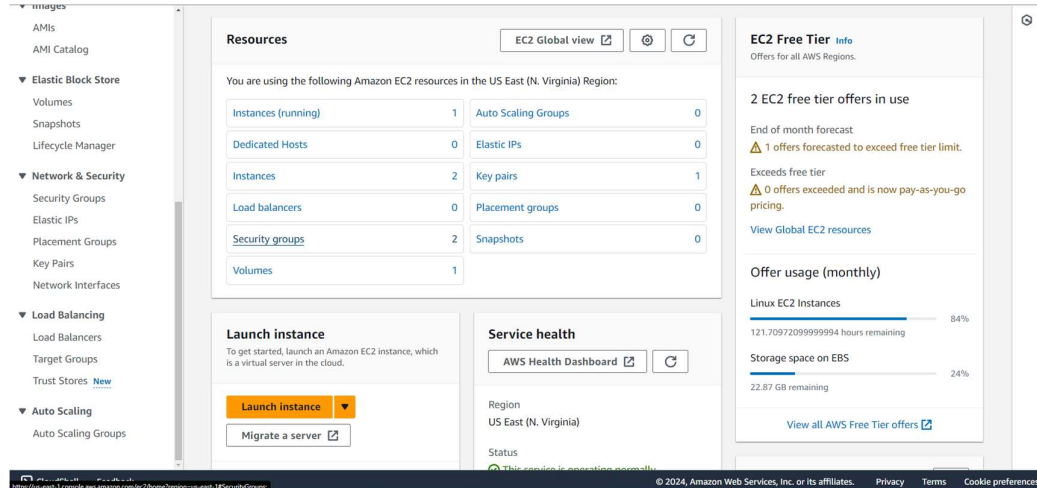 Images
AMIs
AMI Catalog
Elastic Block Store
Volumes
Snapshots
Lifecycle Manager
Network & Security
Security Groups
Elastic IPs
Placement Groups
Key Pairs
Network Interfaces
Load Balancing
Load Balancers
Target Groups
Trust Stores New
Auto Scaling
Auto Scaling Groups
Resources
EC2 Global view
You are using the following Amazon EC2 resources in the US East (N. Virginia) Region:
Instances (running) 1
Auto Scaling Groups 0
Dedicated Hosts 0
Elastic IPs 0
Instances 2
Key pairs 1
Load balancers 0
Placement groups 0
Security groups 2
Snapshots 0
Volumes 1
Launch instance
To get started, launch an Amazon EC2 instance, which
is a virtual server in the cloud.
Launch instance
Migrate a server
Service health
AWS Health Dashboard
Region
US East (N. Virginia)
Status
This service is operating normally
EC2 Free Tier Info
Offers for all AWS Regions.
2 EC2 free tier offers in use
End of month forecast
1 offers forecasted to exceed free tier limit.
Exceeds free tier
0 offers exceeded and is now pay-as-you-go
pricing.
View Global EC2 resources
Offer usage (monthly)
Linux EC2 Instances
84%
121.70972099999994 hours remaining
Storage space on EBS
24%
22.87 GB remaining
View all AWS Free Tier offers
CloudShell Feedback
https://us-east-1.console.aws.amazon.com/ec2/home?region=us-east-1#SecurityGroups:
© 2024, Amazon Web Services, Inc. or its affiliates. Privacy Terms Cookie preferences